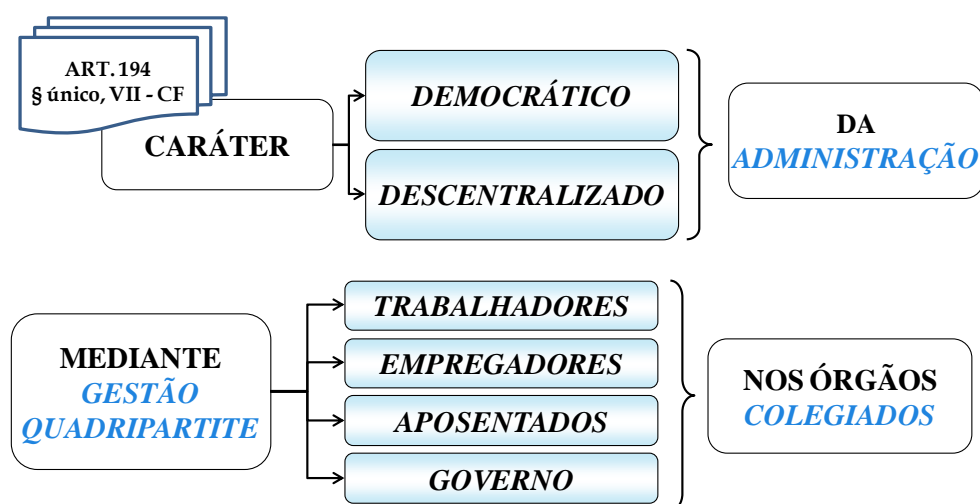 ART. 194
§ único, VII - CF
CARÁTER
DEMOCRÁTICO
DESCENTRALIZADO
DA
ADMINISTRAÇÃO
MEDIANTE
GESTÃO
QUADRIPARTITE
TRABALHADORES
EMPREGADORES
APOSENTADOS
GOVERNO
NOS ÓRGÃOS
COLEGIADOS